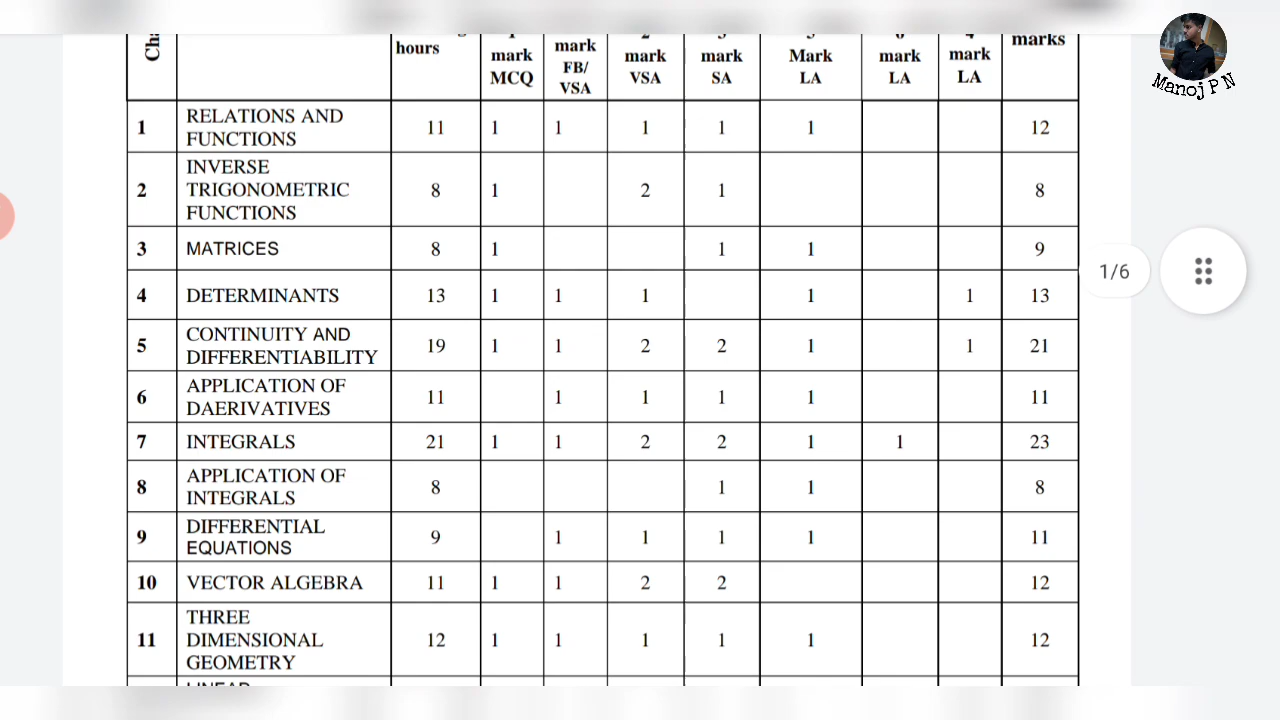 Cha
hours
mark
MCQ
mark
FB/
VSA
mark
VSA
mark
SA
Mark
LA
mark
LA
mark
LA
marks
Manoj P N
1 RELATIONS AND FUNCTIONS 11 1 1 1 1 1 12
2 INVERSE TRIGONOMETRIC FUNCTIONS 8 1 2 1 8
3 MATRICES 8 1 1 1 9
4 DETERMINANTS 13 1 1 1 1 1 13
5 CONTINUITY AND DIFFERENTIABILITY 19 1 1 2 2 1 1 21
6 APPLICATION OF DAERIVATIVES 11 1 1 1 1 11
7 INTEGRALS 21 1 1 2 2 1 1 23
8 APPLICATION OF INTEGRALS 8 1 1 8
9 DIFFERENTIAL EQUATIONS 9 1 1 1 1 11
10 VECTOR ALGEBRA 11 1 1 2 2 12
11 THREE DIMENSIONAL GEOMETRY 12 1 1 1 1 1 12
LINEAR
1/6